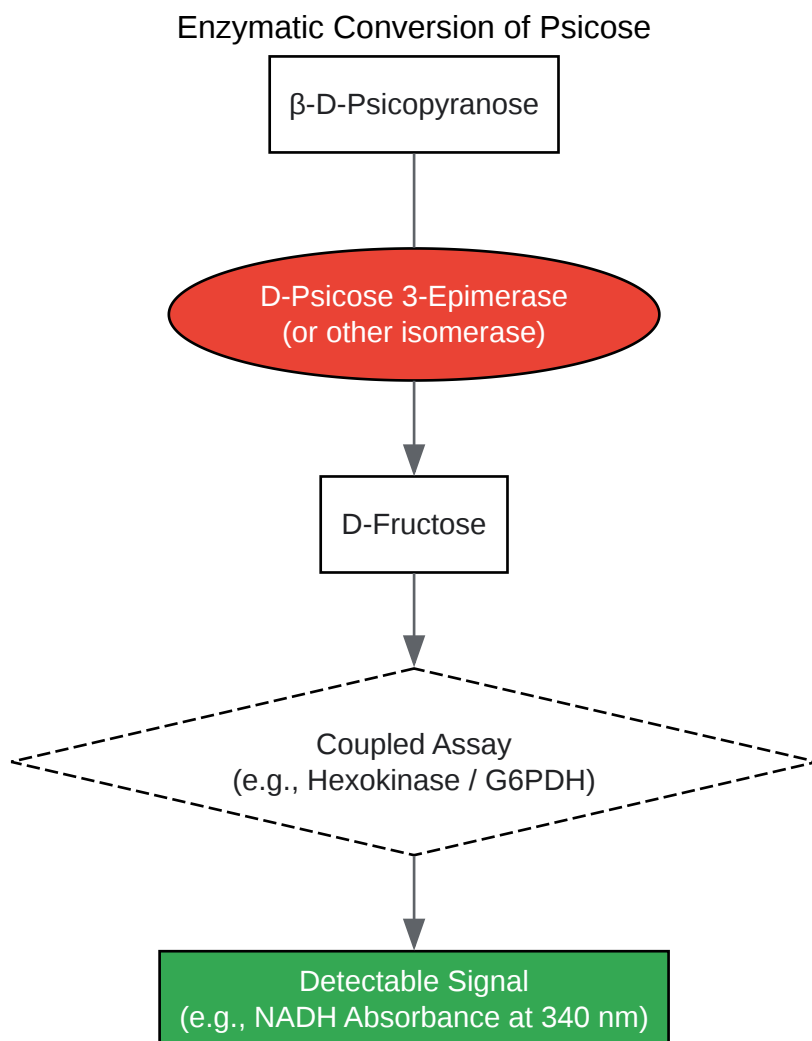 Enzymatic Conversion of Psicose
β-D-Psicopyranose
D-Psicose 3-Epimerase
(or other isomerase)
D-Fructose
Coupled Assay
(e.g., Hexokinase / G6PDH)
Detectable Signal
(e.g., NADH Absorbance at 340 nm)